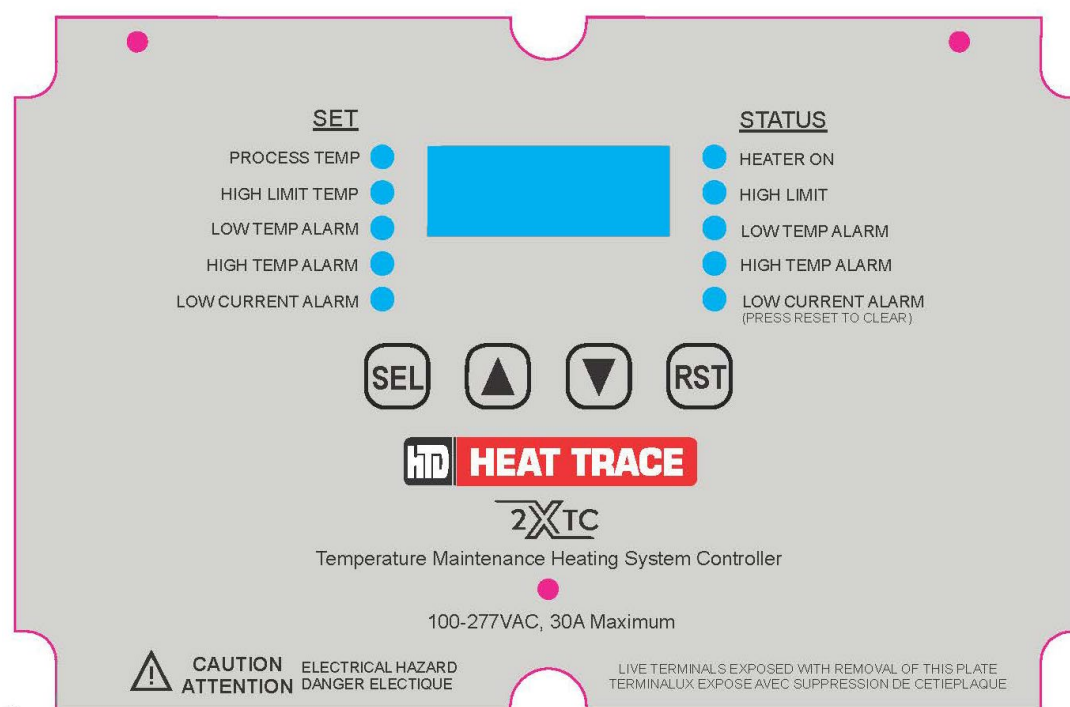 SET
PROCESS TEMP
HIGH LIMIT TEMP
LOW TEMP ALARM
HIGH TEMP ALARM
LOW CURRENT ALARM
STATUS
HEATER ON
HIGH LIMIT
LOW TEMP ALARM
HIGH TEMP ALARM
LOW CURRENT ALARM
(PRESS RESET TO CLEAR)
SEL
RST
HTD HEAT TRACE
2XTC
Temperature Maintenance Heating System Controller
100-277VAC, 30A Maximum
CAUTION ELECTRICAL HAZARD
ATTENTION DANGER ELECTIQUE
LIVE TERMINALS EXPOSED WITH REMOVAL OF THIS PLATE
TERMINALUX EXPOSE AVEC SUPPRESSION DE CETIEPLAQUE